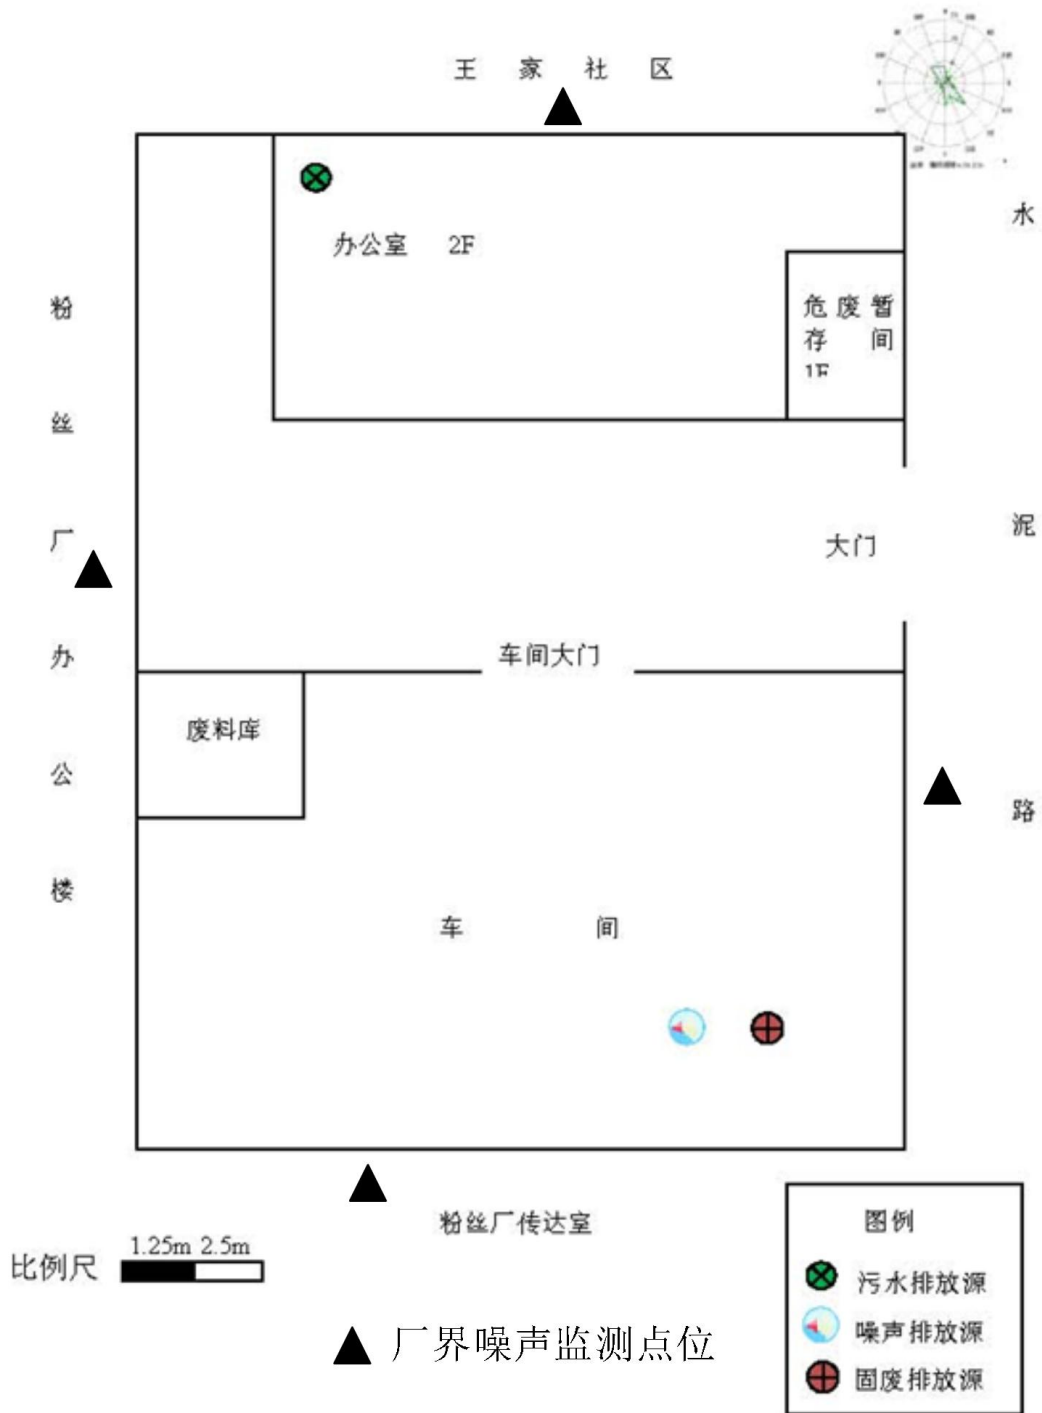 王家社区
水泥路
粉丝厂办公楼
办公室 2F
危废暂
存间
1F
大门
车间大门
废料库
车间
粉丝厂传达室
比例尺 1.25m 2.5m
▲ 厂界噪声监测点位
图例
污水排放源
噪声排放源
固废排放源